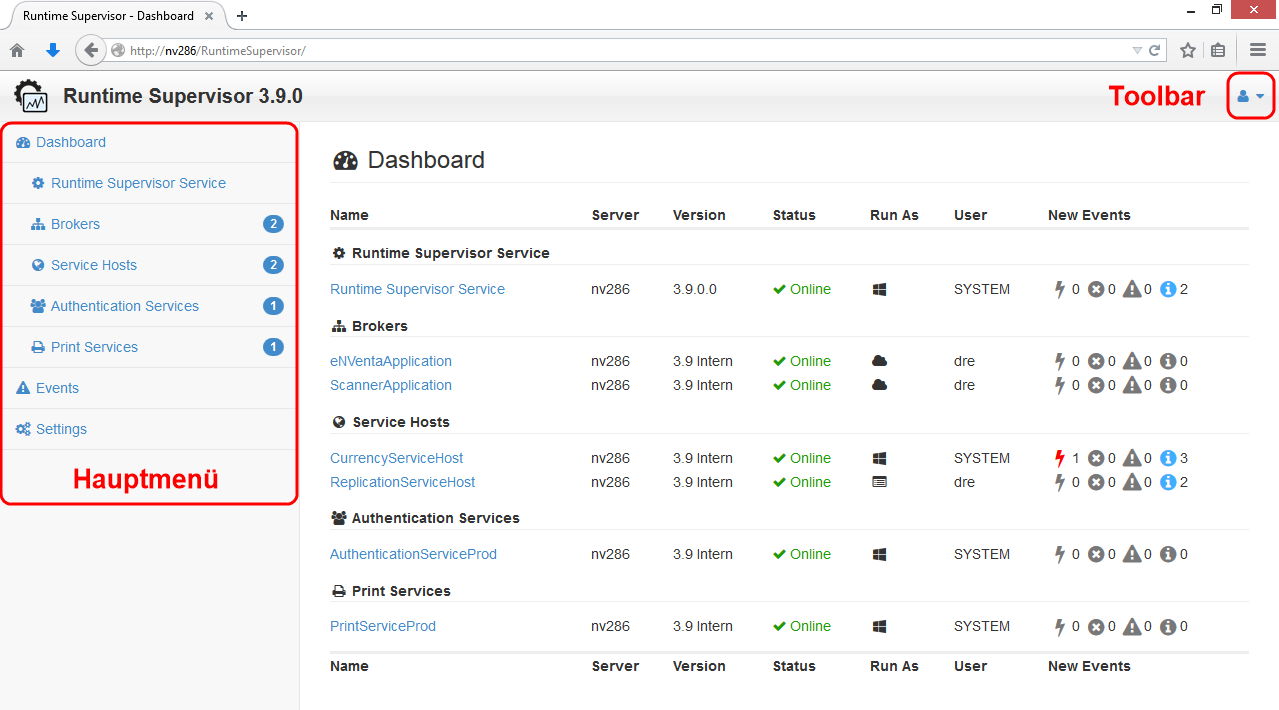 Runtime Supervisor - Dashboard
http://nv286/RuntimeSupervisor/
Runtime Supervisor 3.9.0
Toolbar
Dashboard
Runtime Supervisor Service
Brokers 2
Service Hosts 2
Authentication Services 1
Print Services 1
Events
Settings
Hauptmenü
Dashboard
Name Server Version Status Run As User New Events
Runtime Supervisor Service
Runtime Supervisor Service nv286 3.9.0.0 Online SYSTEM 0 0 0 2
Brokers
eNVentaApplication nv286 3.9 Intern Online dre 0 0 0 0
ScannerApplication nv286 3.9 Intern Online dre 0 0 0 0
Service Hosts
CurrencyServiceHost nv286 3.9 Intern Online SYSTEM 1 0 0 3
ReplicationServiceHost nv286 3.9 Intern Online dre 0 0 0 2
Authentication Services
AuthenticationServiceProd nv286 3.9 Intern Online SYSTEM 0 0 0 0
Print Services
PrintServiceProd nv286 3.9 Intern Online SYSTEM 0 0 0 0
Name Server Version Status Run As User New Events